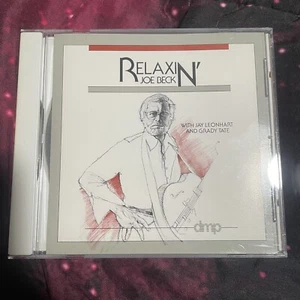 RELAXIN'
JOE BECK
WITH JAY LEONHART
AND GRADY TATE
dmp